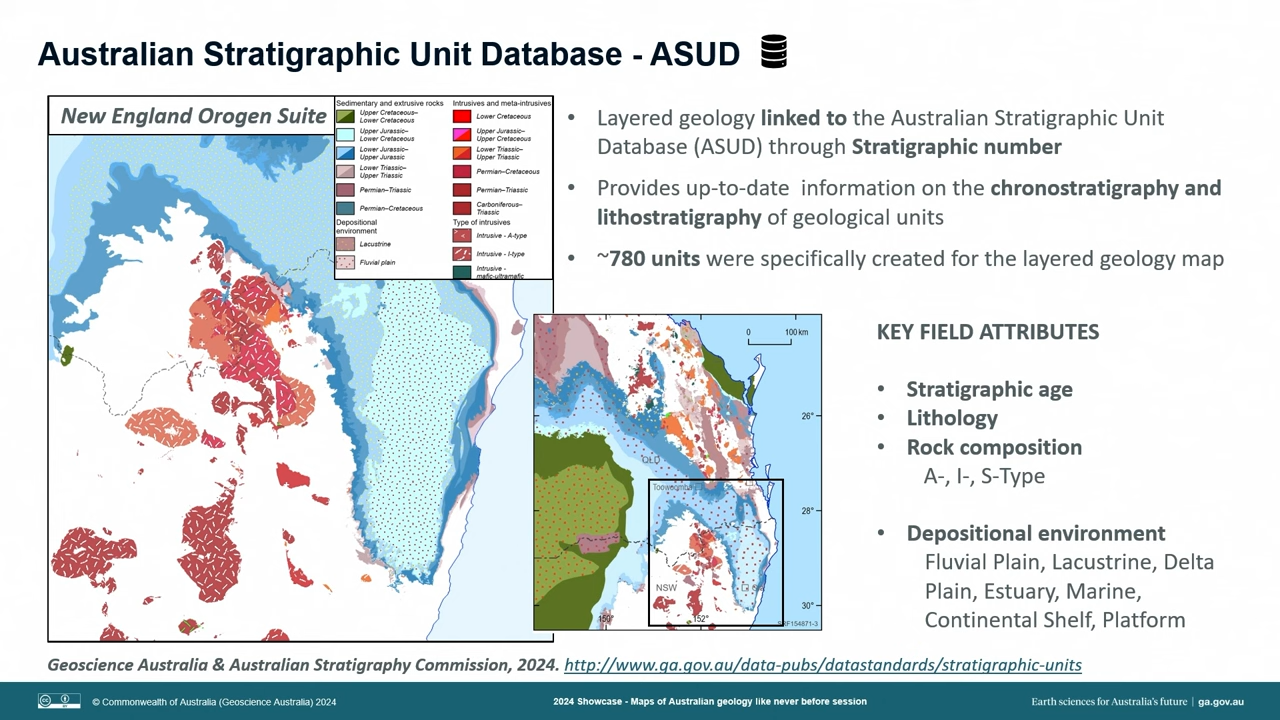 Australian Stratigraphic Unit Database - ASUD
New England Orogen Suite
Sedimentary and extrusive rocks
Upper Cretaceous–
Lower Cretaceous
Upper Jurassic–
Lower Cretaceous
Lower Jurassic–
Upper Jurassic
Lower Triassic–
Upper Triassic
Permian–Triassic
Permian–Cretaceous
Depositional
environment
Lacustrine
Fluvial plain
Intrusives and meta-intrusives
Lower Cretaceous
Upper Jurassic–
Upper Cretaceous
Lower Triassic–
Upper Triassic
Permian–Cretaceous
Permian–Triassic
Carboniferous–
Triassic
Type of intrusives
Intrusive - A-type
Intrusive - I-type
Intrusive -
mafic-ultramafic
• Layered geology linked to the Australian Stratigraphic Unit
Database (ASUD) through Stratigraphic number
• Provides up-to-date information on the chronostratigraphy and
lithostratigraphy of geological units
• ~780 units were specifically created for the layered geology map
0 100 km
26°
28°
30°
150°
152°
QLD
Toowoomba
NSW
KEY FIELD ATTRIBUTES
• Stratigraphic age
• Lithology
• Rock composition
A-, I-, S-Type
• Depositional environment
Fluvial Plain, Lacustrine, Delta
Plain, Estuary, Marine,
Continental Shelf, Platform
Geoscience Australia & Australian Stratigraphy Commission, 2024. http://www.ga.gov.au/data-pubs/datastandards/stratigraphic-units
© Commonwealth of Australia (Geoscience Australia) 2024
2024 Showcase - Maps of Australian geology like never before session
Earth sciences for Australia's future | ga.gov.au